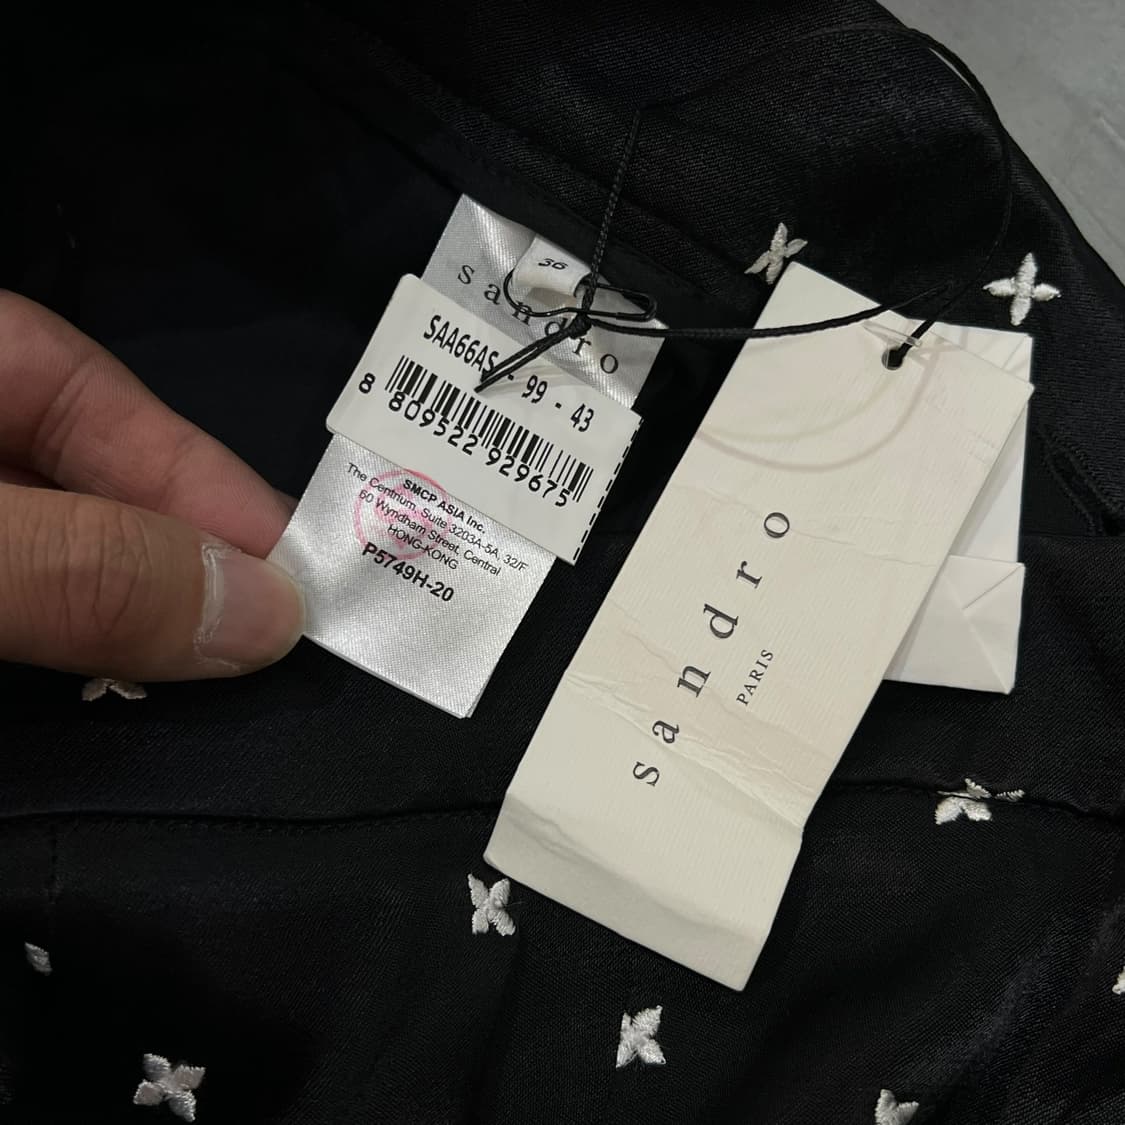 36
sandro
SAA66AS - 99 - 43
8 809522 929675
SMCP ASIA Inc.
The Centrium, Suite 3203A-5A, 32/F
60 Wyndham Street, Central
HONG-KONG
P5749H-20
sandro
PARIS